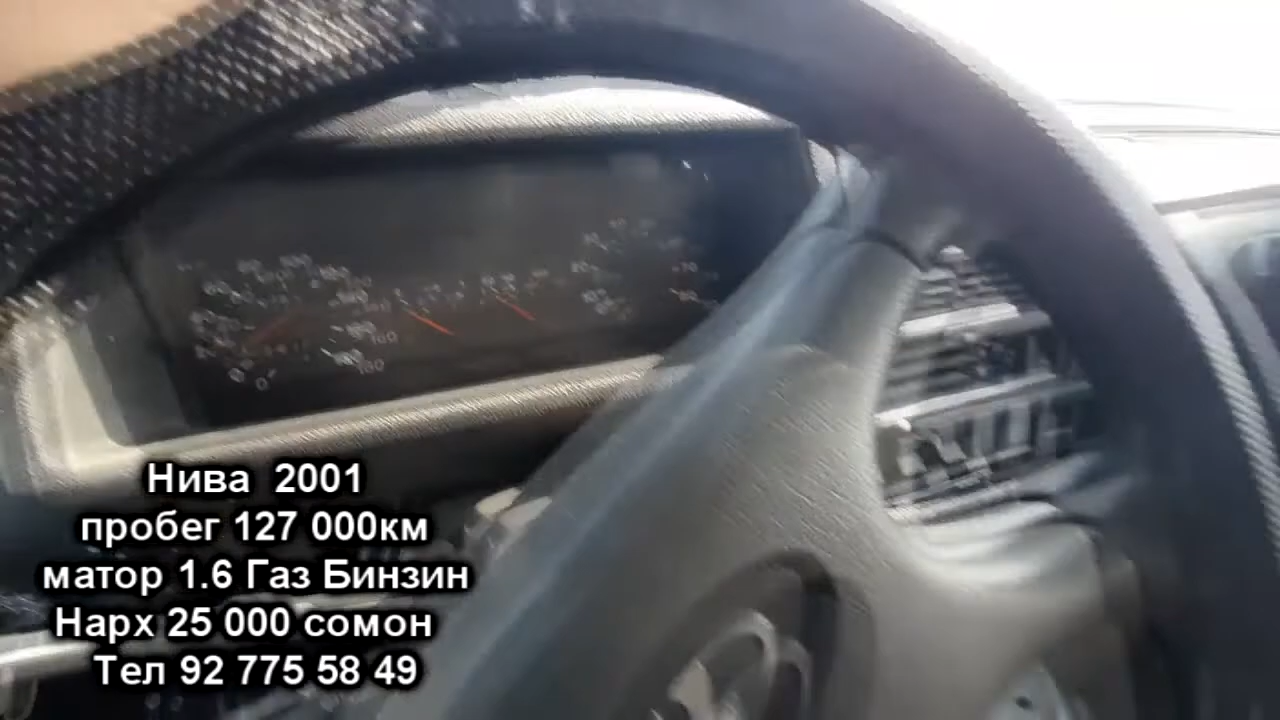 Нива 2001
пробег 127 000км
матор 1.6 Газ Бинзин
Нарх 25 000 сомон
Тел 92 775 58 49